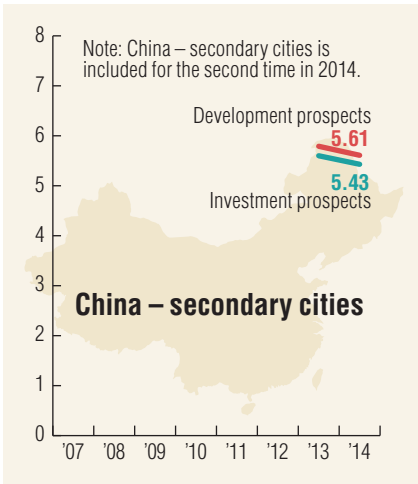 8
Note: China – secondary cities is
included for the second time in 2014.
7
Development prospects
6
5.61
5
5.43
Investment prospects
4
3
China – secondary cities
2
1
0
'07 '08 '09 '10 '11 '12 '13 '14